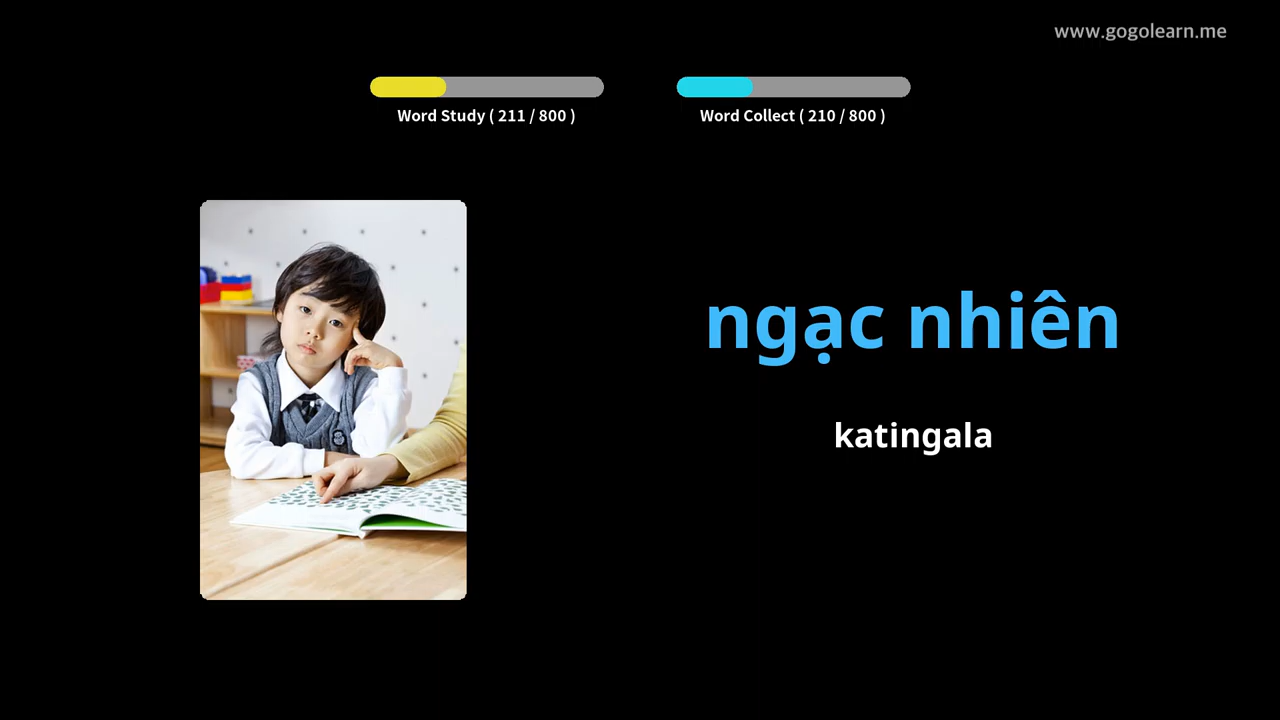 www.gogolearn.me
Word Study ( 211 / 800 )
Word Collect ( 210 / 800 )
ngạc nhiên
katingala